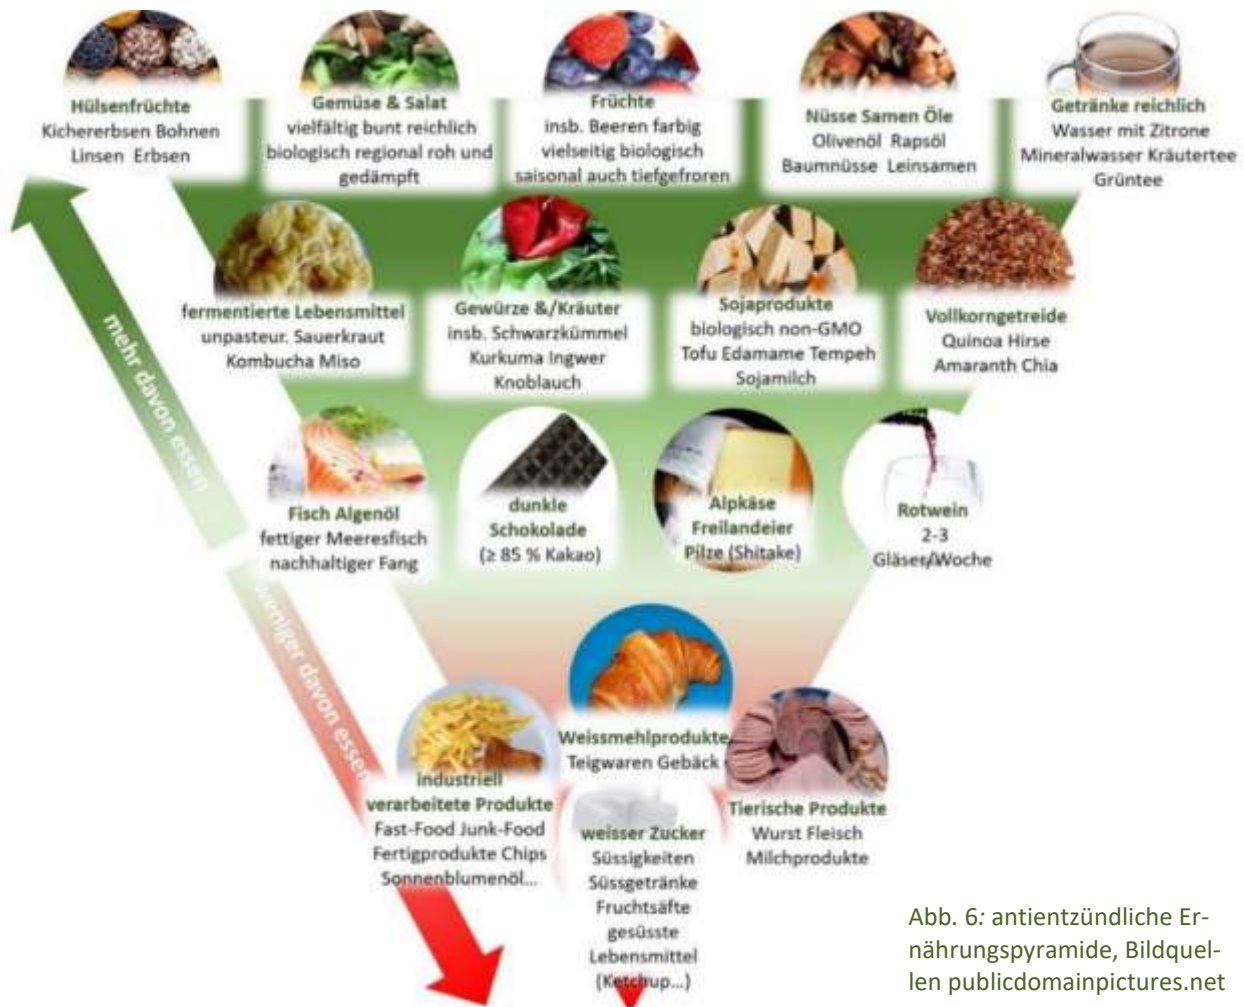 Hülsenfrüchte
Kichererbsen Bohnen
Linsen Erbsen
Gemüse & Salat
vielfältig bunt reichlich
biologisch regional roh und
gedämpft
Früchte
insb. Beeren farbig
vielseitig biologisch
saisonal auch tiefgefroren
Nüsse Samen Öle
Olivenöl Rapsöl
Baumnüsse Leinsamen
Getränke reichlich
Wasser mit Zitrone
Mineralwasser Kräutertee
Grüntee
fermentierte Lebensmittel
unpasteur. Sauerkraut
Kombucha Miso
Gewürze &/Kräuter
insb. Schwarzkümmel
Kurkuma Ingwer
Knoblauch
Sojaprodukte
biologisch non-GMO
Tofu Edamame Tempeh
Sojamilch
Vollkorngetreide
Quinoa Hirse
Amaranth Chia
mehr davon essen
Fisch Algenöl
fettiger Meeresfisch
nachhaltiger Fang
dunkle
Schokolade
(≥ 85 % Kakao)
Alpkäse
Freilandeier
Pilze (Shitake)
Rotwein
2-3
Gläser/Woche
weniger davon essen
Weissmehlprodukte
Teigwaren Gebäck
industriell
verarbeitete Produkte
Fast-Food Junk-Food
Fertigprodukte Chips
Sonnenblumenöl...
weisser Zucker
Süssigkeiten
Süssgetränke
Fruchtsäfte
gesüsste
Lebensmittel
(Ketchup...)
Tierische Produkte
Wurst Fleisch
Milchprodukte
Abb. 6: antientzündliche Er-
nährungspyramide, Bildquel-
len publicdomainpictures.net